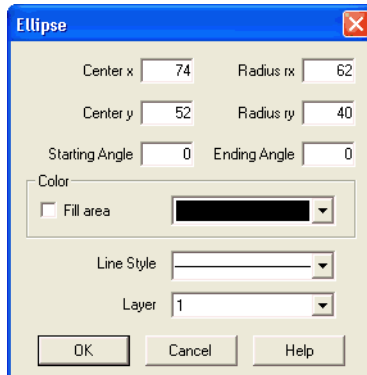 Ellipse
Center x 74 Radius rx 62
Center y 52 Radius ry 40
Starting Angle 0 Ending Angle 0
Color
Fill area
Line Style
Layer 1
OK Cancel Help